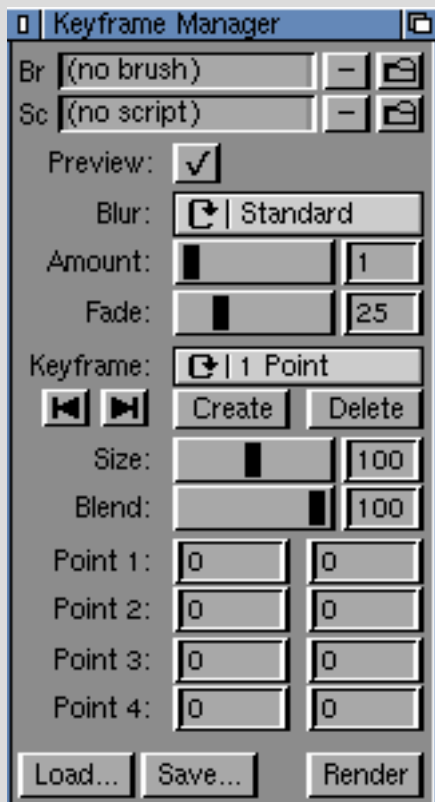 Keyframe Manager
Br (no brush) –
Sc (no script) –
Preview:
Blur: Standard
Amount: 1
Fade: 25
Keyframe: 1 Point
Create Delete
Size: 100
Blend: 100
Point 1: 0 0
Point 2: 0 0
Point 3: 0 0
Point 4: 0 0
Load... Save... Render